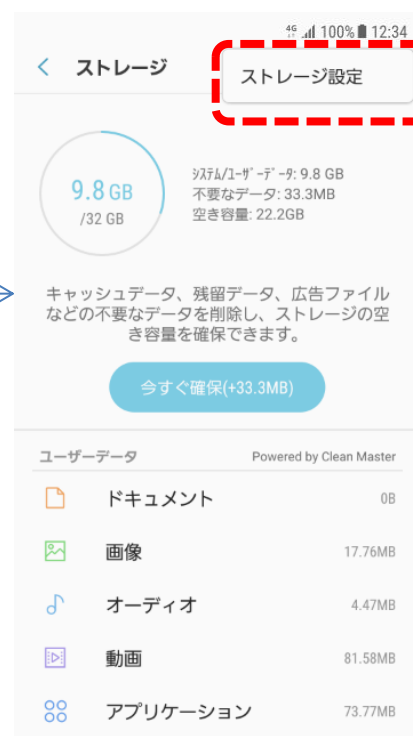 4G 100% 12:34
ストレージ
ストレージ設定
9.8 GB
/32 GB
ｼｽﾃﾑ/ﾕｰｻﾞｰﾃﾞｰﾀ: 9.8 GB
不要なデータ: 33.3MB
空き容量: 22.2GB
キャッシュデータ、残留データ、広告ファイル
などの不要なデータを削除し、ストレージの空
き容量を確保できます。
今すぐ確保(+33.3MB)
ユーザーデータ Powered by Clean Master
ドキュメント 0B
画像 17.76MB
オーディオ 4.47MB
動画 81.58MB
アプリケーション 73.77MB